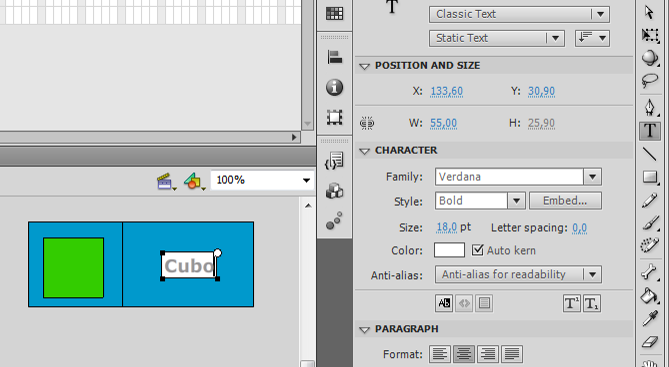 T
Classic Text
Static Text
POSITION AND SIZE
X: 133,60 Y: 30,90
W: 55,00 H: 25,90
CHARACTER
Family: Verdana
Style: Bold Embed...
Size: 18,0 pt Letter spacing: 0,0
Color: Auto kern
Anti-alias: Anti-alias for readability
T¹ T₁
PARAGRAPH
Format:
100%
Cubo
T